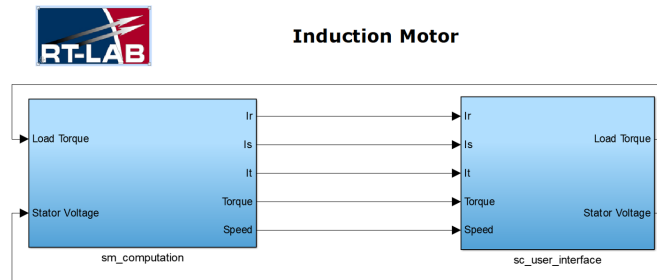 RT-LAB
Induction Motor
Load Torque
Stator Voltage
Ir
Is
It
Torque
Speed
sm_computation
Ir
Is
It
Torque
Speed
Load Torque
Stator Voltage
sc_user_interface